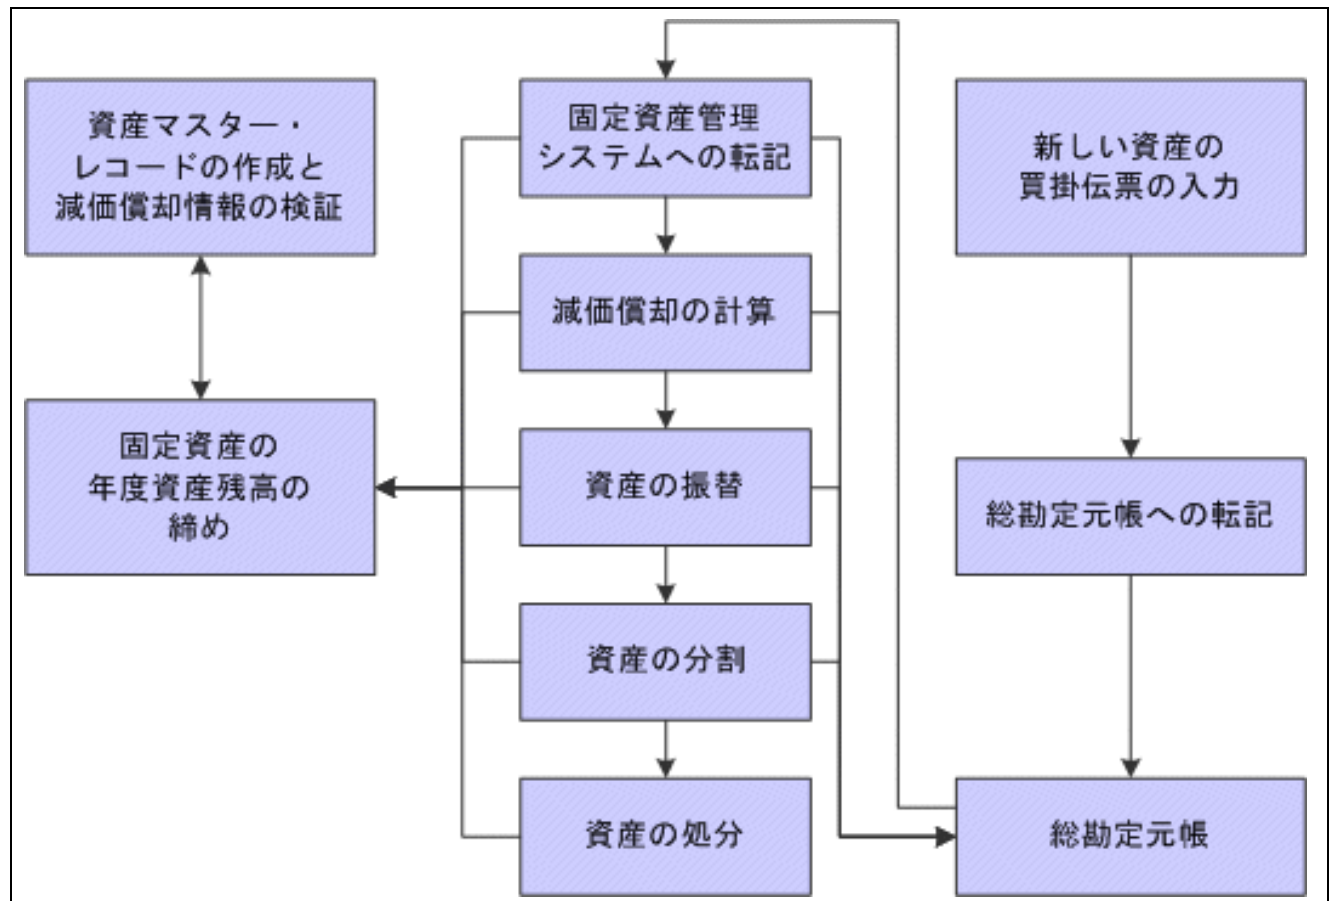 資産マスター・
レコードの作成と
減価償却情報の検証
固定資産の
年度資産残高の
締め
固定資産管理
システムへの転記
減価償却の計算
資産の振替
資産の分割
資産の処分
新しい資産の
買掛伝票の入力
総勘定元帳への転記
総勘定元帳